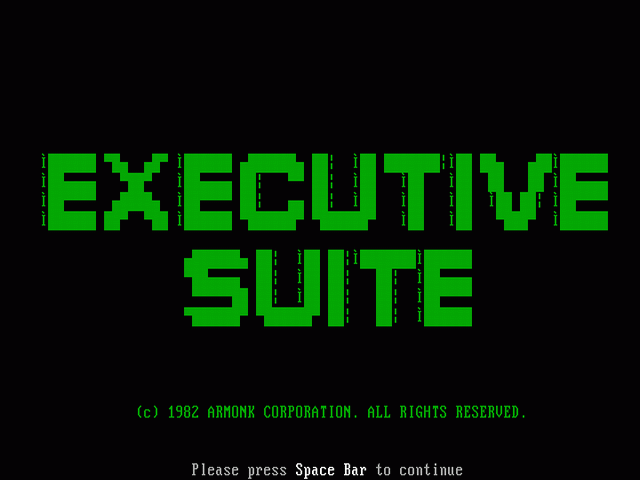 EXECUTIVE
SUITE
(c) 1982 ARMONK CORPORATION. ALL RIGHTS RESERVED.
Please press Space Bar to continue